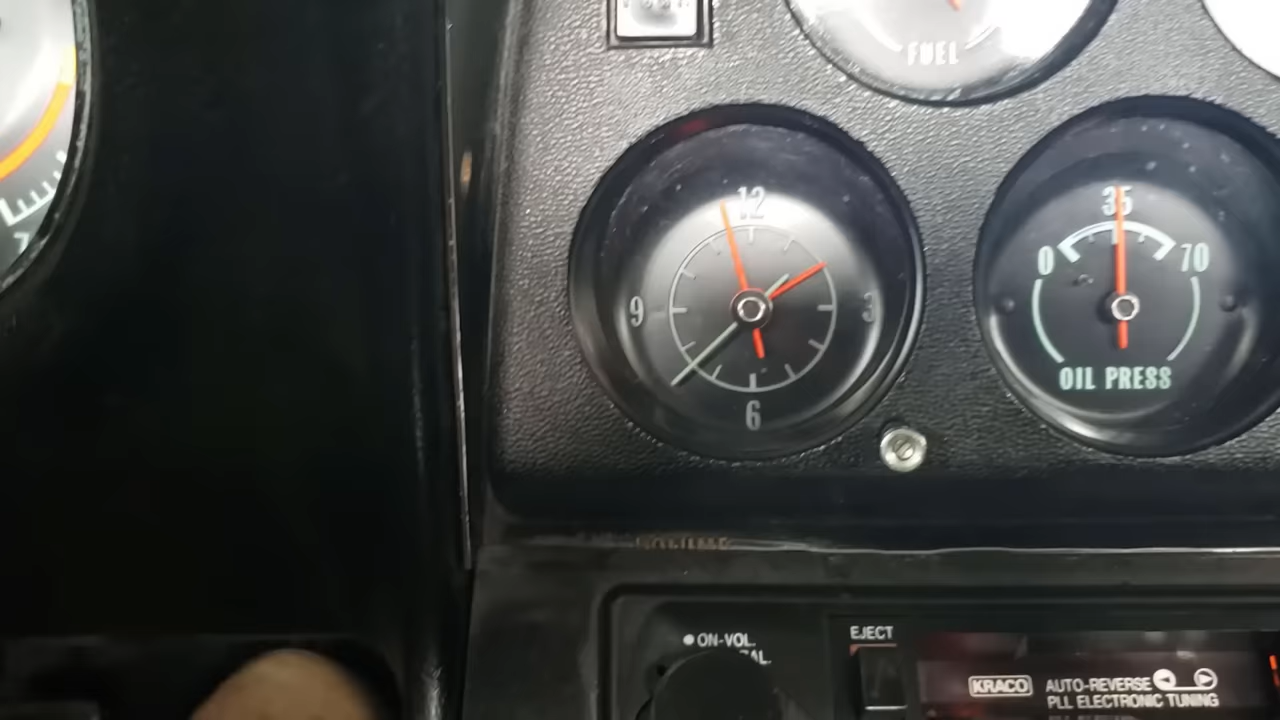 FUEL
12
9
3
6
35
0
70
OIL PRESS
7
ON-VOL.
EJECT
KRACO
AUTO-REVERSE
PLL ELECTRONIC TUNING